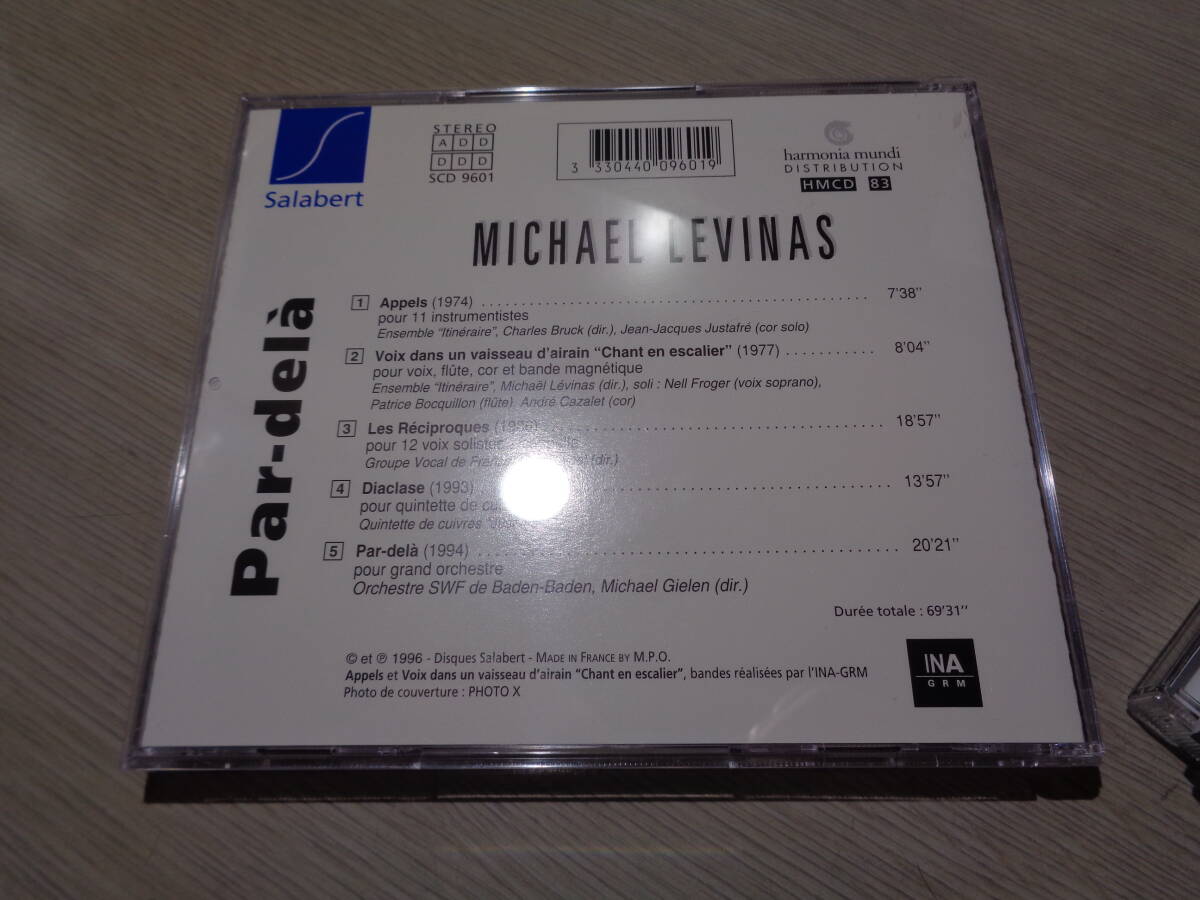 Salabert
STEREO
ADD
DDD
SCD 9601
3 330440 096019
harmonia mundi
DISTRIBUTION
HMCD 83
MICHAEL LEVINAS
Par-delà
1 Appels (1974) 7'38"
pour 11 instrumentistes
Ensemble "Itinéraire", Charles Bruck (dir.), Jean-Jacques Justafré (cor solo)
2 Voix dans un vaisseau d'airain "Chant en escalier" (1977) 8'04"
pour voix, flûte, cor et bande magnétique
Ensemble "Itinéraire", Michaël Lévinas (dir.), soli : Nell Froger (voix soprano),
Patrice Bocquillon (flûte), André Cazalet (cor)
3 Les Réciproques 18'57"
pour 12 voix solistes
Groupe Vocal de (dir.)
4 Diaclase (1993) 13'57"
pour quintette de
Quintette de cuivres
5 Par-delà (1994) 20'21"
pour grand orchestre
Orchestre SWF de Baden-Baden, Michael Gielen (dir.)
Durée totale : 69'31''
© et ℗ 1996 - Disques Salabert - MADE IN FRANCE BY M.P.O.
Appels et Voix dans un vaisseau d'airain "Chant en escalier", bandes réalisées par l'INA-GRM
Photo de couverture : PHOTO X
INA
GRM